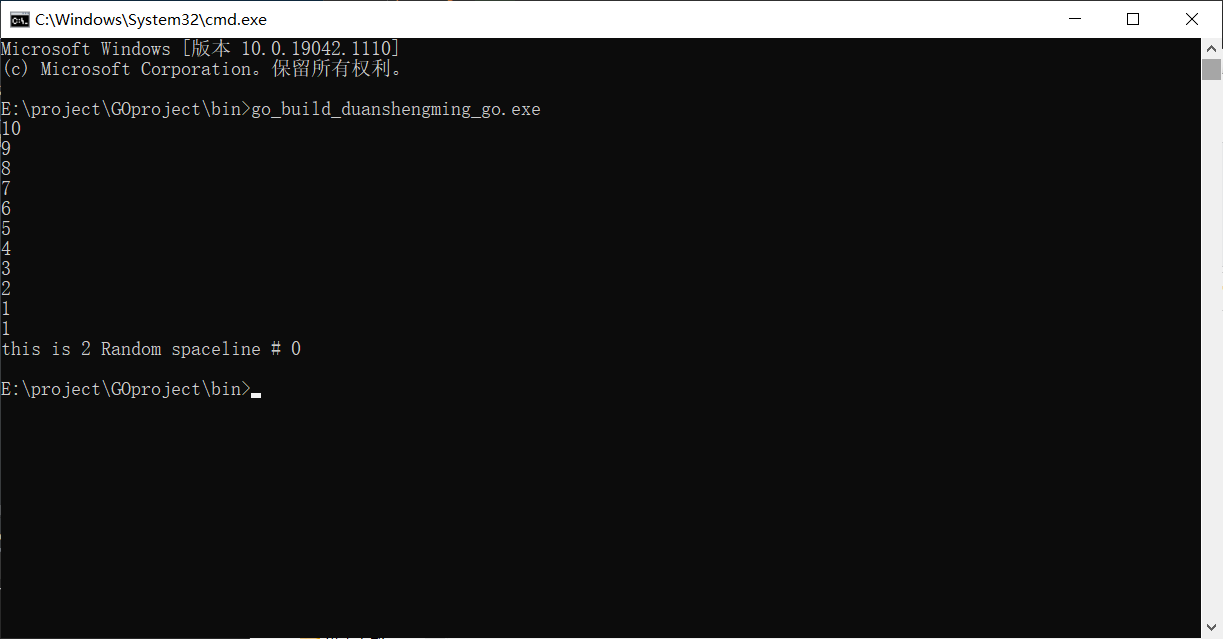 C:\Windows\System32\cmd.exe
Microsoft Windows [版本 10.0.19042.1110]
(c) Microsoft Corporation。保留所有权利。
E:\project\GOproject\bin>go_build_duanshengming_go.exe
10
9
8
7
6
5
4
3
2
1
1
this is 2 Random spaceline # 0
E:\project\GOproject\bin>